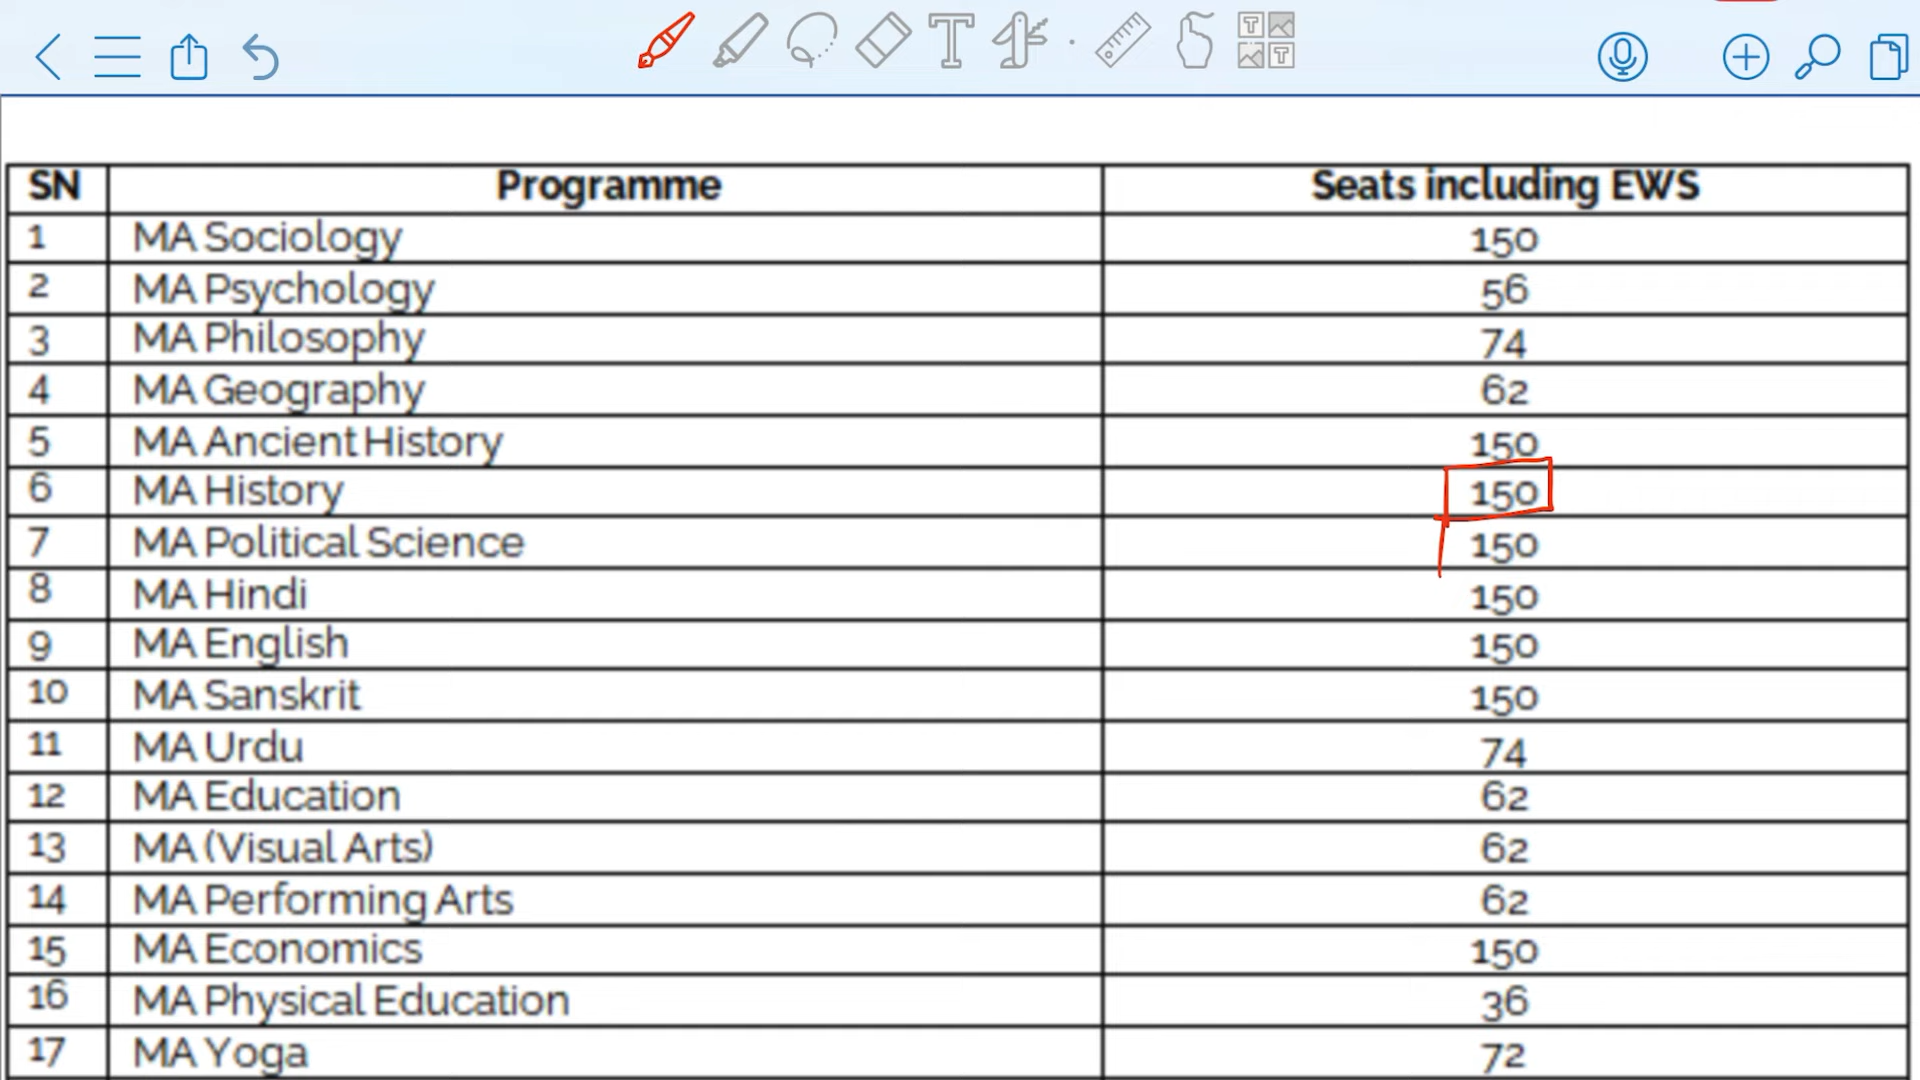 SN Programme Seats including EWS
1 MA Sociology 150
2 MA Psychology 56
3 MA Philosophy 74
4 MA Geography 62
5 MA Ancient History 150
6 MA History 150
7 MA Political Science 150
8 MA Hindi 150
9 MA English 150
10 MA Sanskrit 150
11 MA Urdu 74
12 MA Education 62
13 MA (Visual Arts) 62
14 MA Performing Arts 62
15 MA Economics 150
16 MA Physical Education 36
17 MA Yoga 72